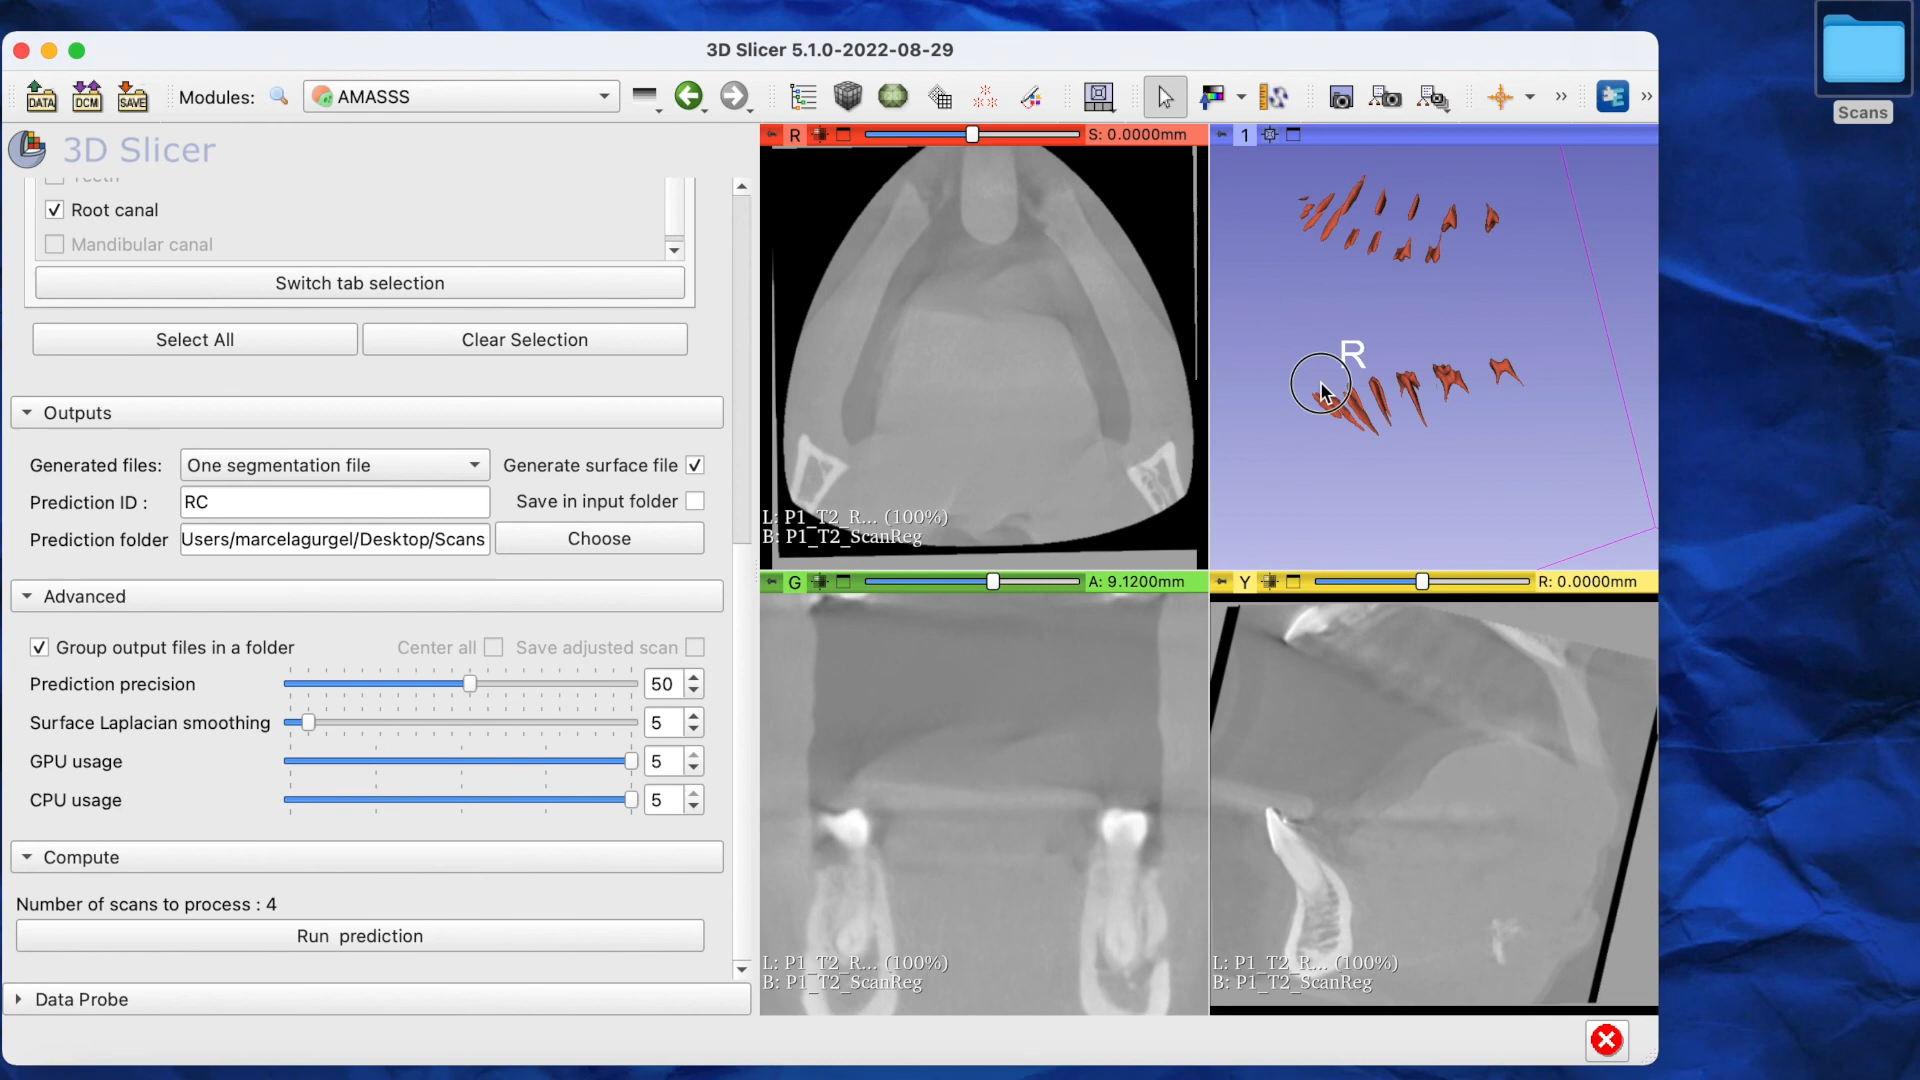 3D Slicer 5.1.0-2022-08-29
DATA
DCM
SAVE
Modules:
AMASSS
Scans
3D Slicer
Teeth
Root canal
Mandibular canal
Switch tab selection
Select All
Clear Selection
Outputs
Generated files:
One segmentation file
Generate surface file
Prediction ID :
RC
Save in input folder
Prediction folder
Users/marcelagurgel/Desktop/Scans
Choose
Advanced
Group output files in a folder
Center all
Save adjusted scan
Prediction precision
50
Surface Laplacian smoothing
5
GPU usage
5
CPU usage
5
Compute
Number of scans to process : 4
Run prediction
Data Probe
R
S: 0.0000mm
L: P1_T2_R... (100%)
B: P1_T2_ScanReg
1
R
G
A: 9.1200mm
L: P1_T2_R... (100%)
B: P1_T2_ScanReg
Y
R: 0.0000mm
L: P1_T2_R... (100%)
B: P1_T2_ScanReg